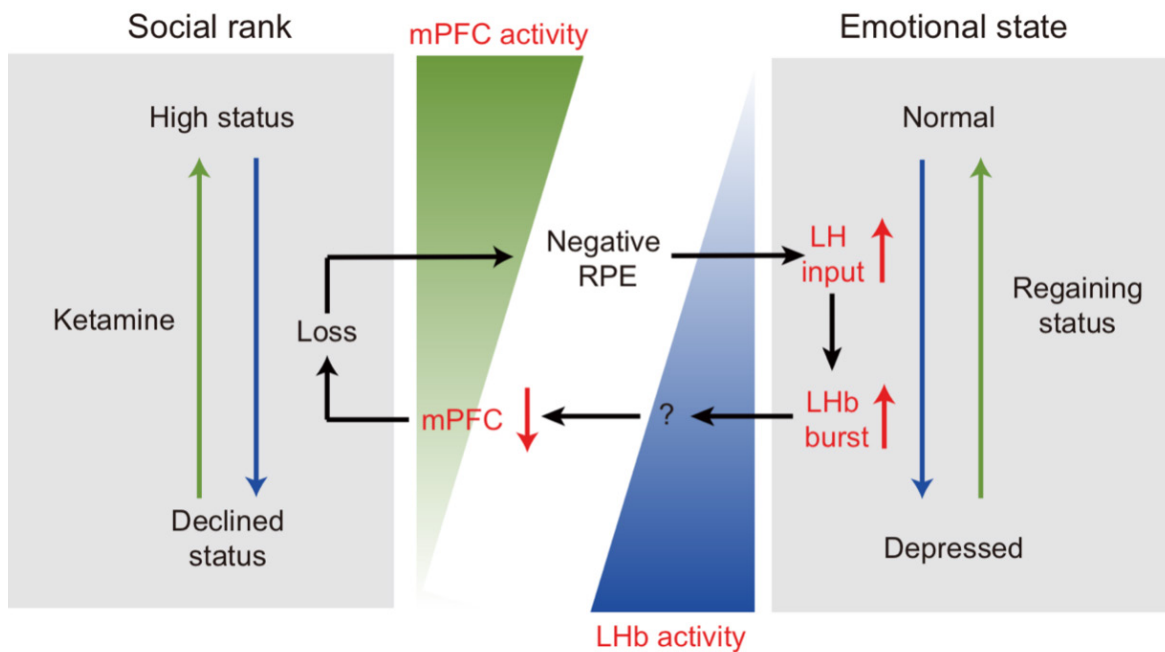 Social rank
mPFC activity
Emotional state
High status
Normal
Negative
RPE
LH
input
Ketamine
Loss
Regaining
status
mPFC
?
LHb
burst
Declined
status
Depressed
LHb activity